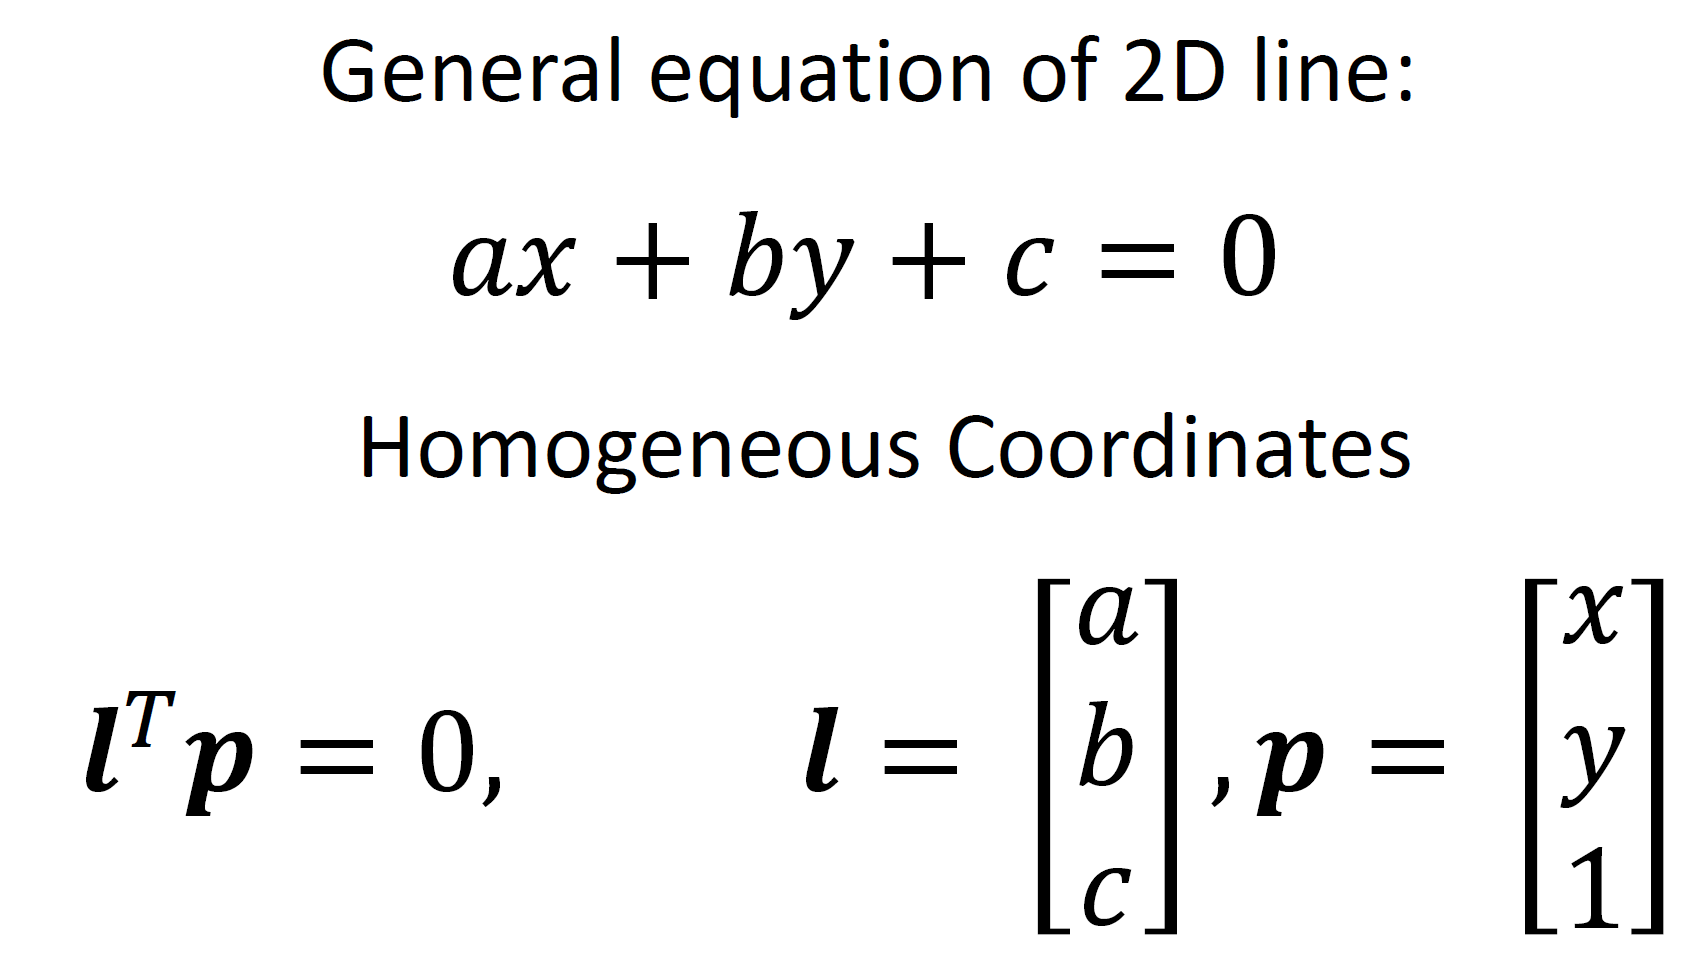 General equation of 2D line:
ax + by + c = 0
Homogeneous Coordinates
l^T p = 0, l = [a b c], p = [x y 1]